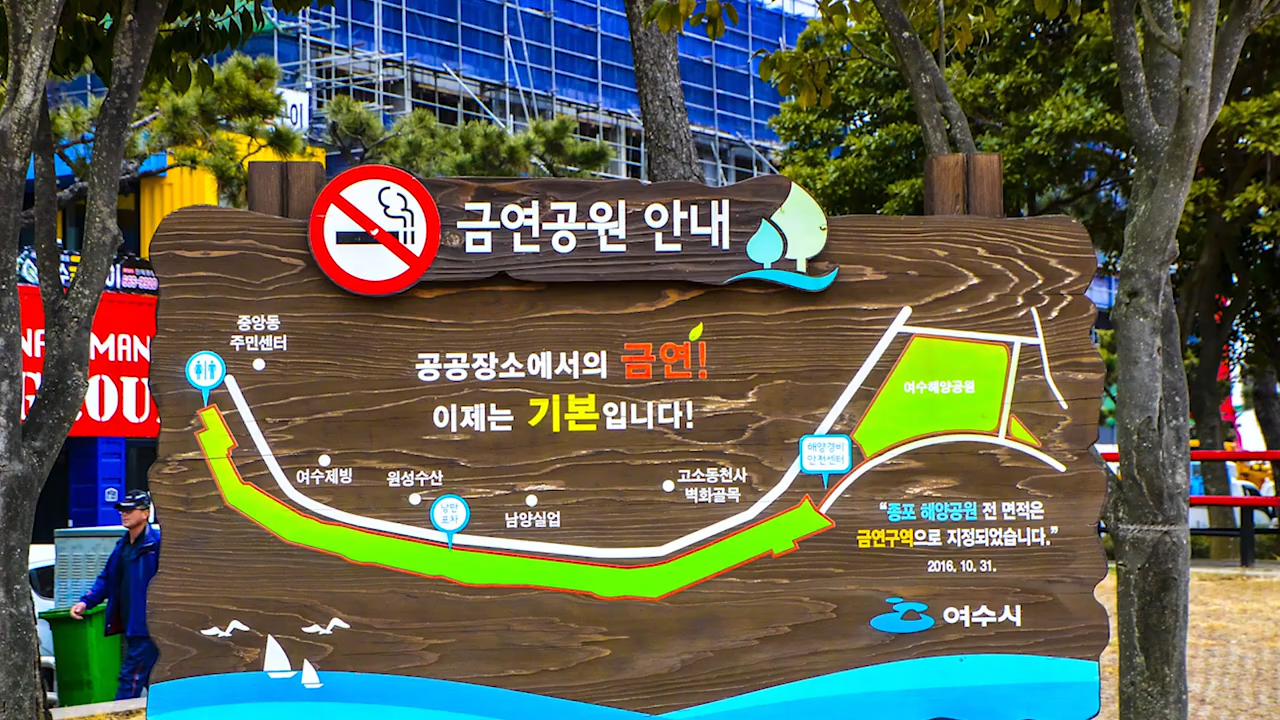 금연공원 안내
중앙동
주민센터
공공장소에서의 금연!
이제는 기본입니다!
여수해양공원
해양경비
안전센터
여수제빙
원성수산
낭만
포차
남양실업
고소동천사
벽화골목
“종포 해양공원 전 면적은
금연구역으로 지정되었습니다.”
2016. 10. 31.
여수시
MAN